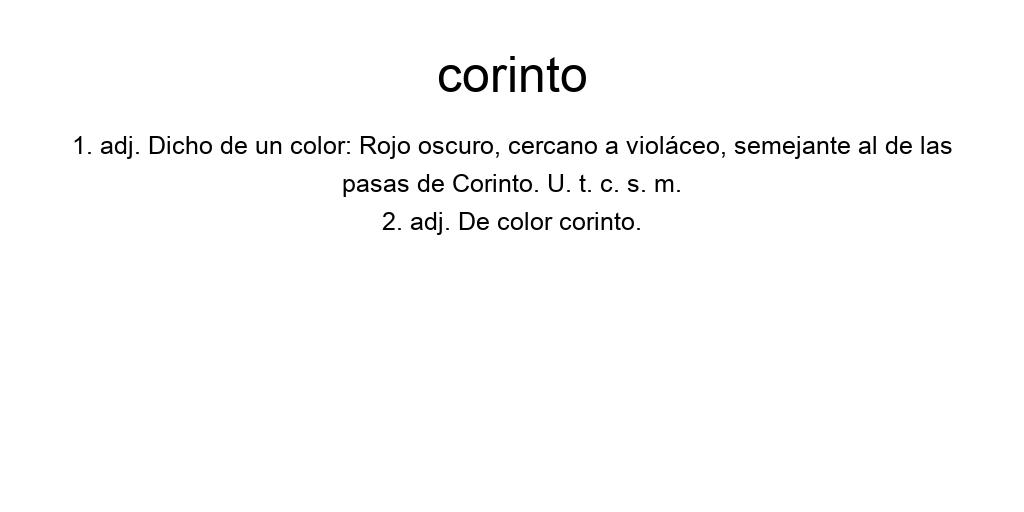 corinto
1. adj. Dicho de un color: Rojo oscuro, cercano a violáceo, semejante al de las
pasas de Corinto. U. t. c. s. m.
2. adj. De color corinto.